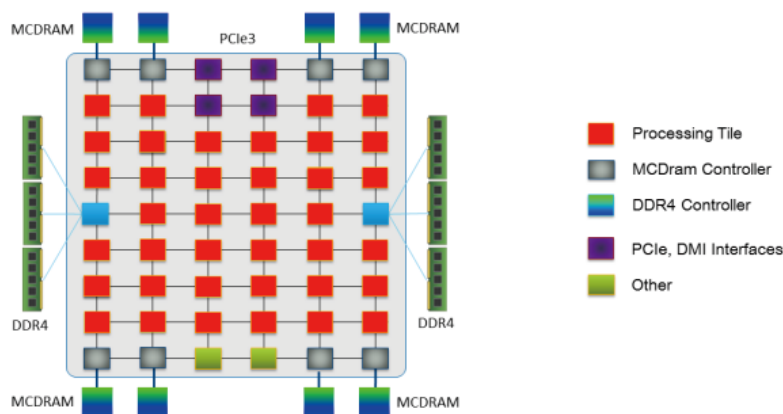 MCDRAM
MCDRAM
PCIe3
DDR4
DDR4
MCDRAM
MCDRAM
Processing Tile
MCDram Controller
DDR4 Controller
PCIe, DMI Interfaces
Other